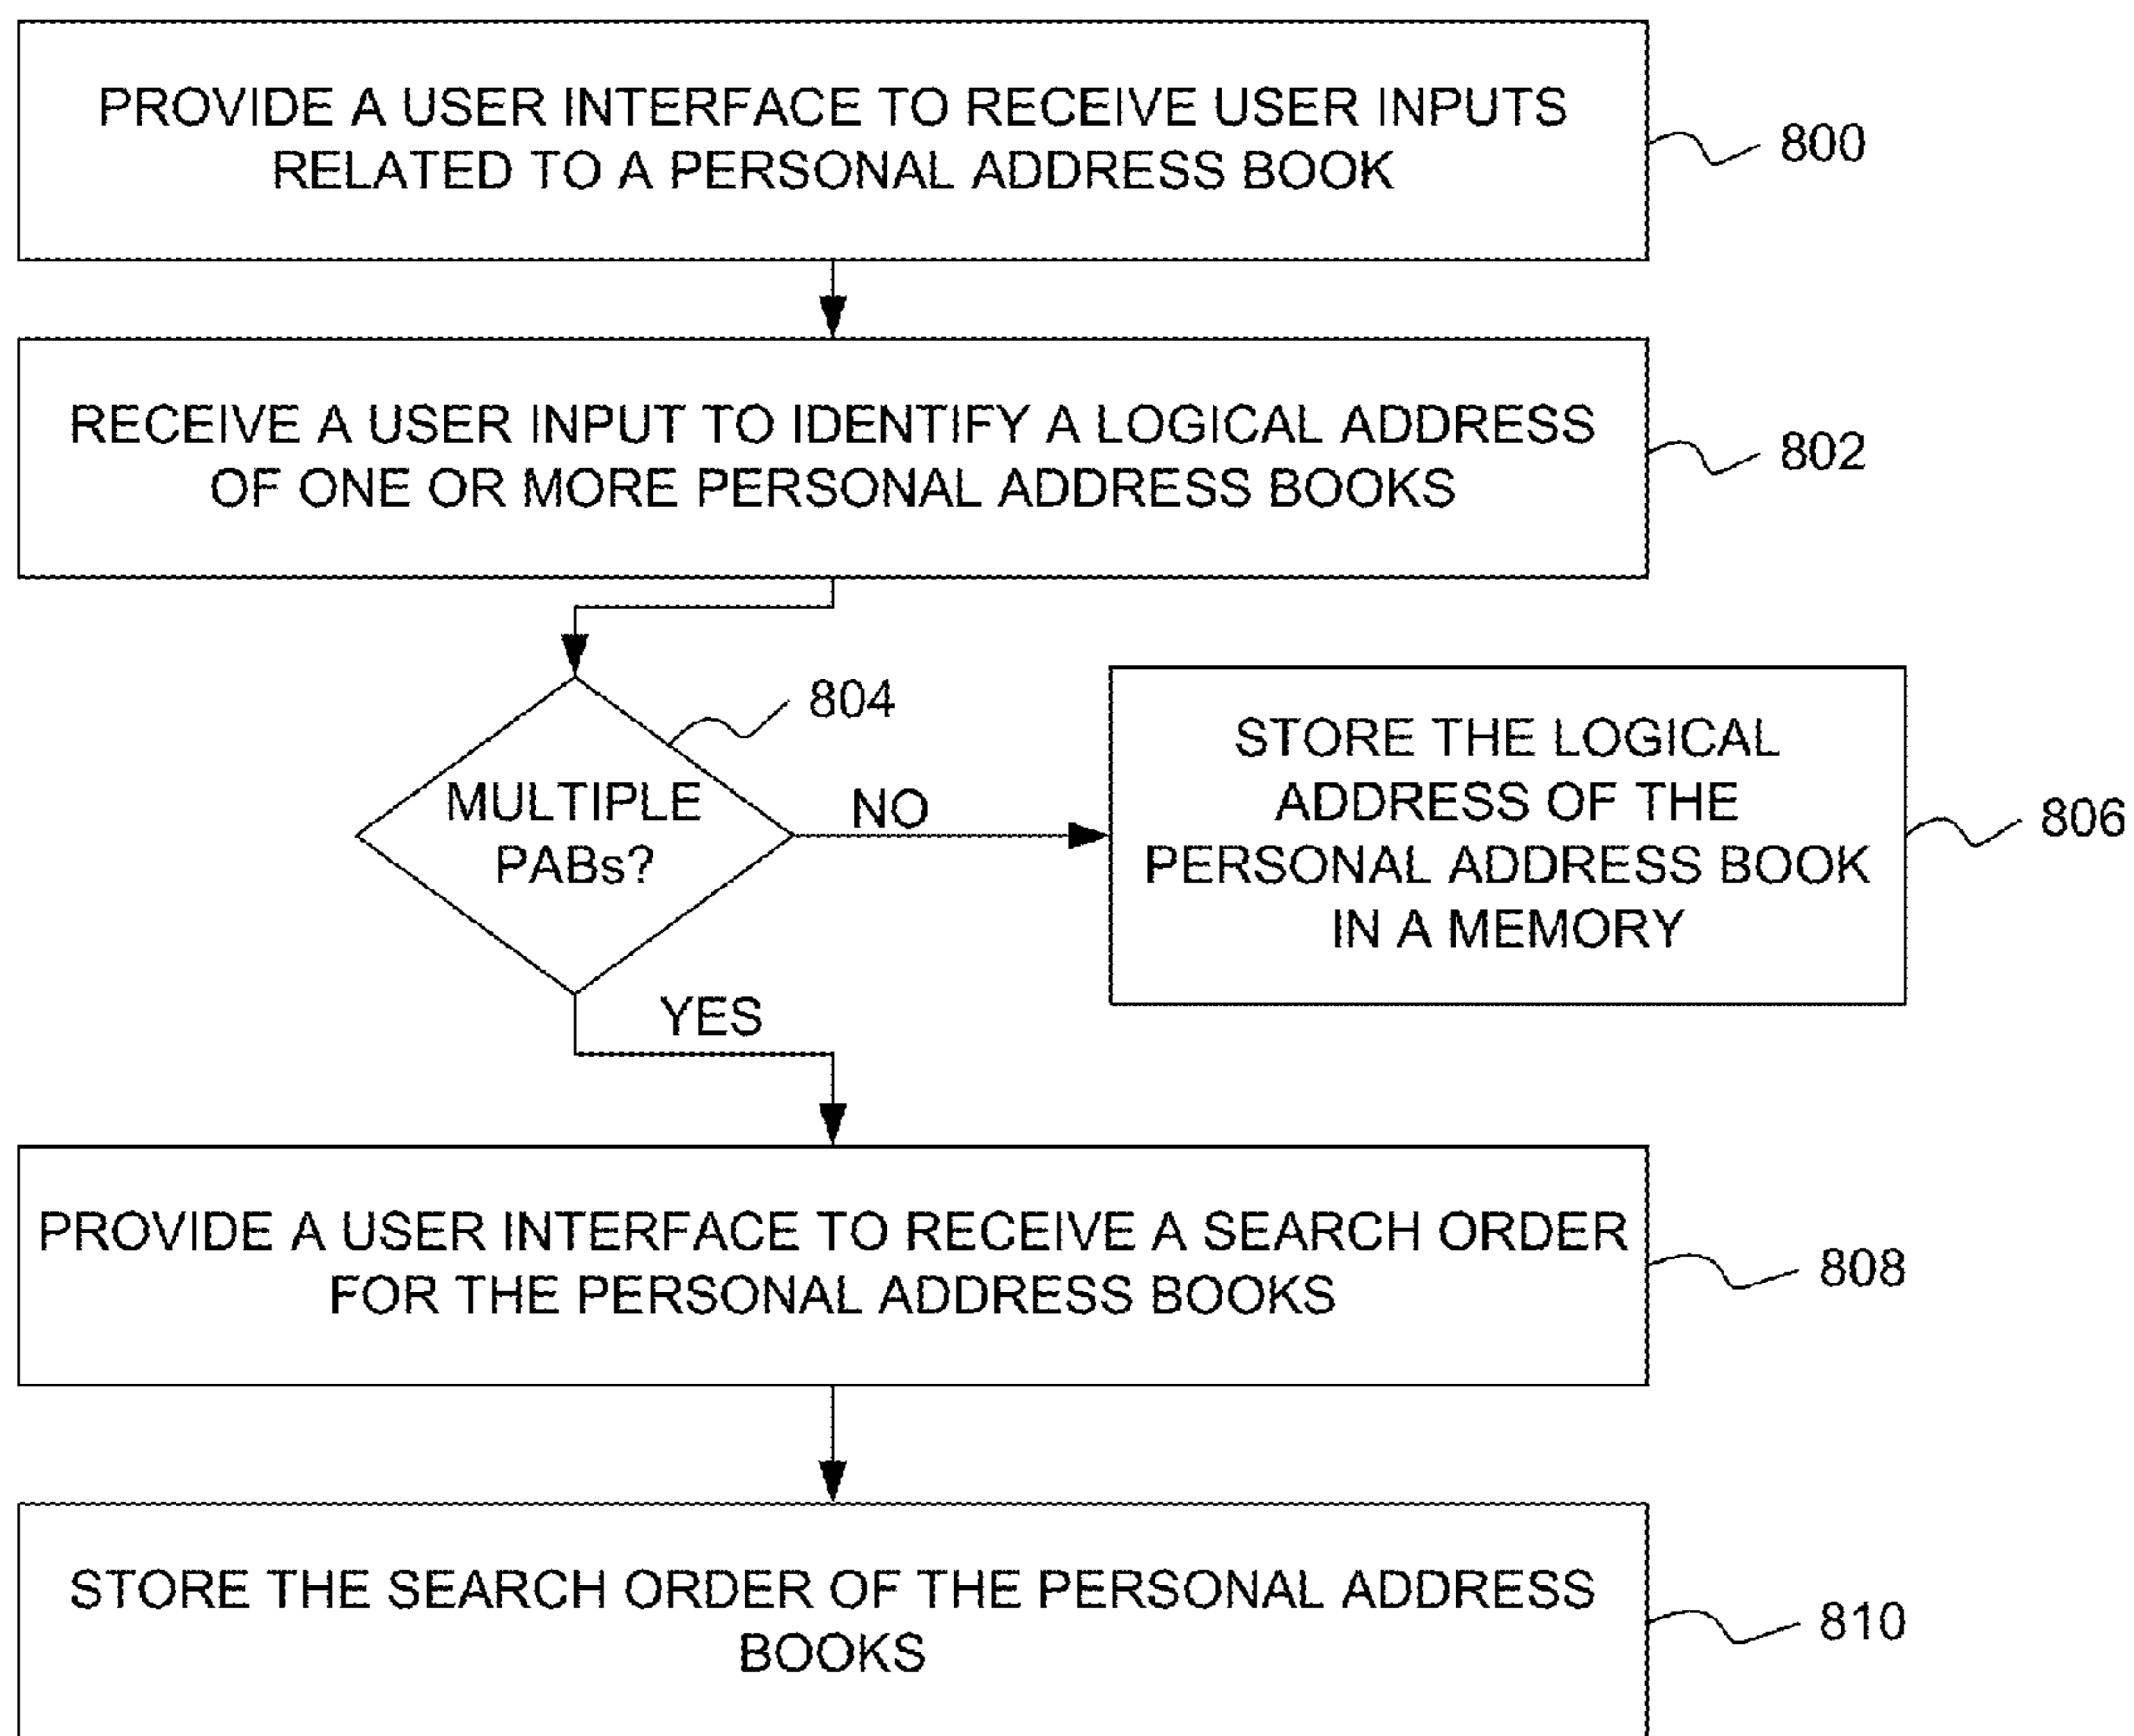 PROVIDE A USER INTERFACE TO RECEIVE USER INPUTS
RELATED TO A PERSONAL ADDRESS BOOK
800
RECEIVE A USER INPUT TO IDENTIFY A LOGICAL ADDRESS
OF ONE OR MORE PERSONAL ADDRESS BOOKS
802
804
MULTIPLE
PABs?
NO
STORE THE LOGICAL
ADDRESS OF THE
PERSONAL ADDRESS BOOK
IN A MEMORY
806
YES
PROVIDE A USER INTERFACE TO RECEIVE A SEARCH ORDER
FOR THE PERSONAL ADDRESS BOOKS
808
STORE THE SEARCH ORDER OF THE PERSONAL ADDRESS
BOOKS
810